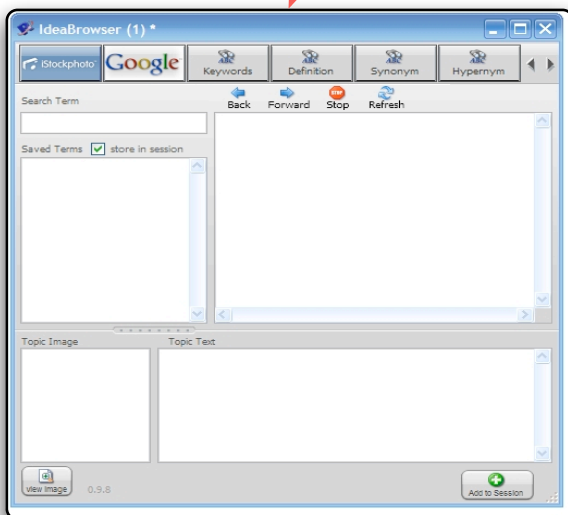 IdeaBrowser (1) *
iStockphoto Google Keywords Definition Synonym Hypernym
Search Term
Back Forward Stop Refresh
Saved Terms store in session
Topic Image Topic Text
view image 0.9.8
Add to Session